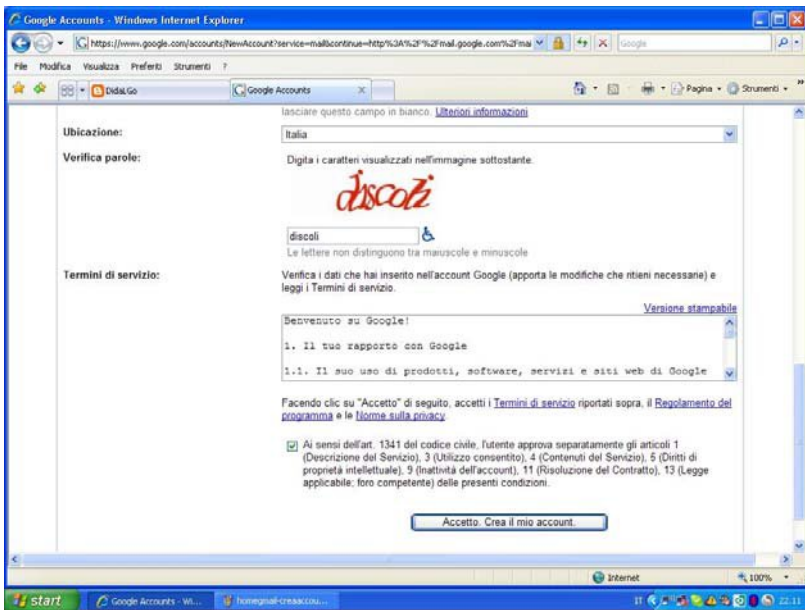 Google Accounts - Windows Internet Explorer
https://www.google.com/accounts/NewAccount?service=mail&continue=http%3A%2F%2Fmail.google.com%2Fmai
Google
File Modifica Visualizza Preferiti Strumenti ?
DidaLGo Google Accounts Pagina Strumenti
lasciare questo campo in bianco. Ulteriori informazioni
Ubicazione: Italia
Verifica parole: Digita i caratteri visualizzati nell'immagine sottostante.
discoli
discoli
Le lettere non distinguono tra maiuscole e minuscole
Termini di servizio: Verifica i dati che hai inserito nell'account Google (apporta le modifiche che ritieni necessarie) e
leggi i Termini di servizio.
Versione stampabile
Benvenuto su Google!
1. Il tuo rapporto con Google
1.1. Il suo uso di prodotti, software, servizi e siti web di Google
Facendo clic su "Accetto" di seguito, accetti i Termini di servizio riportati sopra, il Regolamento del
programma e le Norme sulla privacy.
Ai sensi dell'art. 1341 del codice civile, l'utente approva separatamente gli articoli 1
(Descrizione del Servizio), 3 (Utilizzo consentito), 4 (Contenuti del Servizio), 5 (Diritti di
proprietà intellettuale), 9 (Inattività dell'account), 11 (Risoluzione del Contratto), 13 (Legge
applicabile; foro competente) delle presenti condizioni.
Accetto. Crea il mio account.
Internet 100%
start Google Accounts - Wi... homegmail-creaaccou... IT 22.11